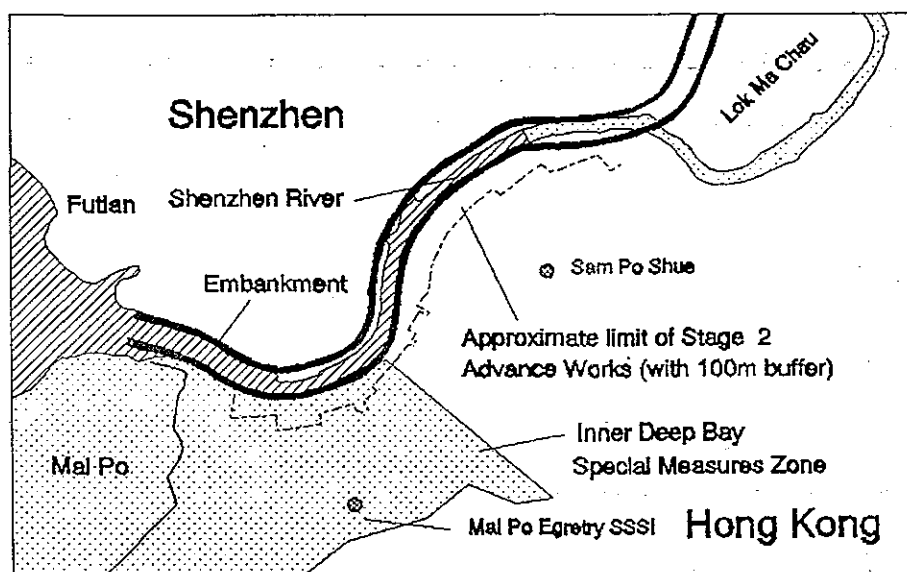 Lok Ma Chau
Shenzhen
Futian
Shenzhen River
Sam Po Shue
Embankment
Approximate limit of Stage 2
Advance Works (with 100m buffer)
Inner Deep Bay
Special Measures Zone
Mai Po
Mai Po Egretry SSSI
Hong Kong